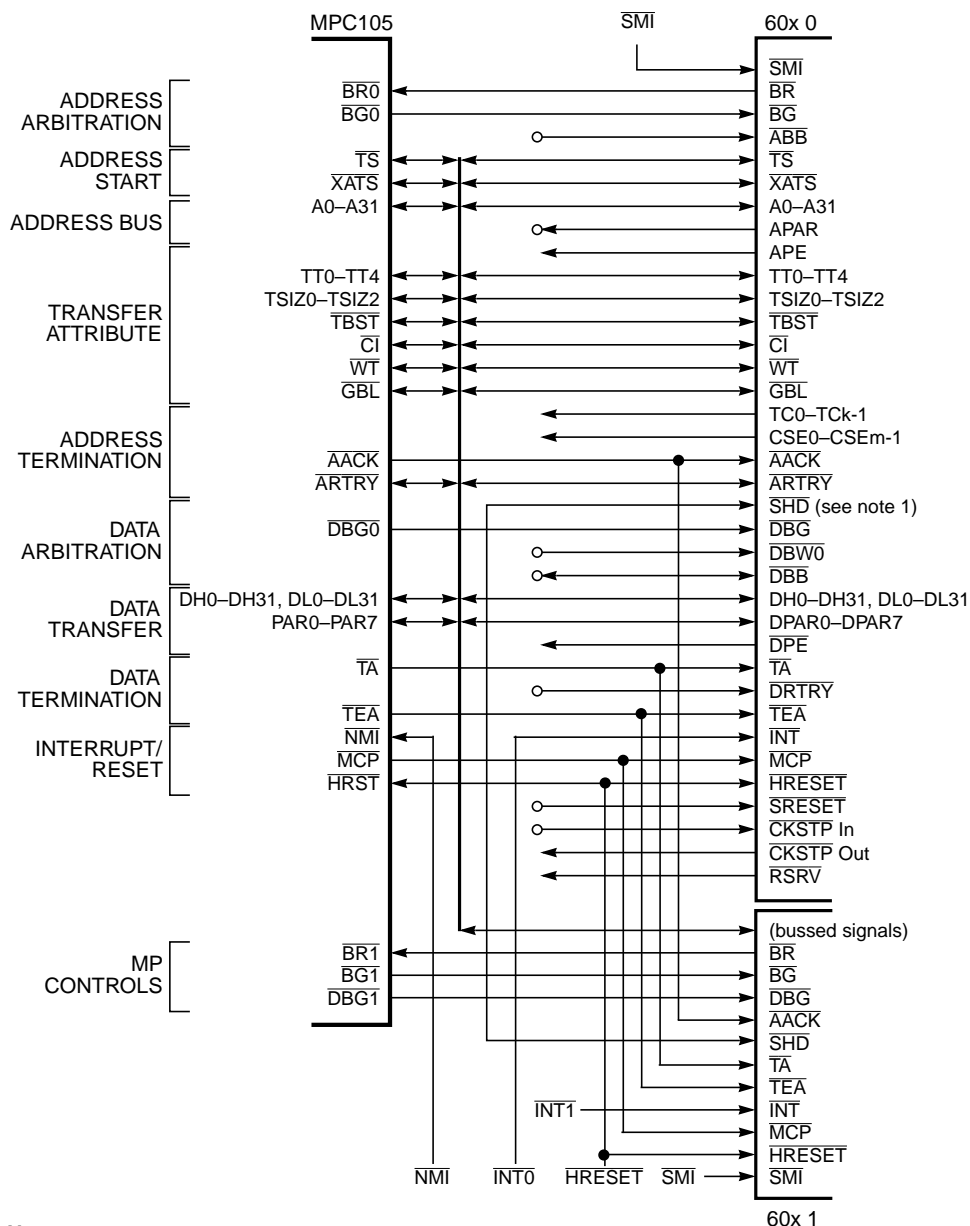 MPC105
SMI
60x 0
SMI
ADDRESS ARBITRATION
BR0
BR
BG0
BG
ABB
ADDRESS START
TS
TS
XATS
XATS
ADDRESS BUS
A0–A31
A0–A31
APAR
APE
TRANSFER ATTRIBUTE
TT0–TT4
TT0–TT4
TSIZ0–TSIZ2
TSIZ0–TSIZ2
TBST
TBST
CI
CI
WT
WT
GBL
GBL
TC0–TCk-1
CSE0–CSEm-1
ADDRESS TERMINATION
AACK
AACK
ARTRY
ARTRY
SHD (see note 1)
DATA ARBITRATION
DBG0
DBG
DBW0
DBB
DATA TRANSFER
DH0–DH31, DL0–DL31
DH0–DH31, DL0–DL31
PAR0–PAR7
DPAR0–DPAR7
DPE
DATA TERMINATION
TA
TA
DRTRY
TEA
TEA
INTERRUPT/ RESET
NMI
INT
MCP
MCP
HRST
HRESET
SRESET
CKSTP In
CKSTP Out
RSRV
(bussed signals)
MP CONTROLS
BR1
BR
BG1
BG
DBG1
DBG
AACK
SHD
TA
TEA
INT1
INT
MCP
HRESET
NMI
INT0
HRESET
SMI
SMI
60x 1